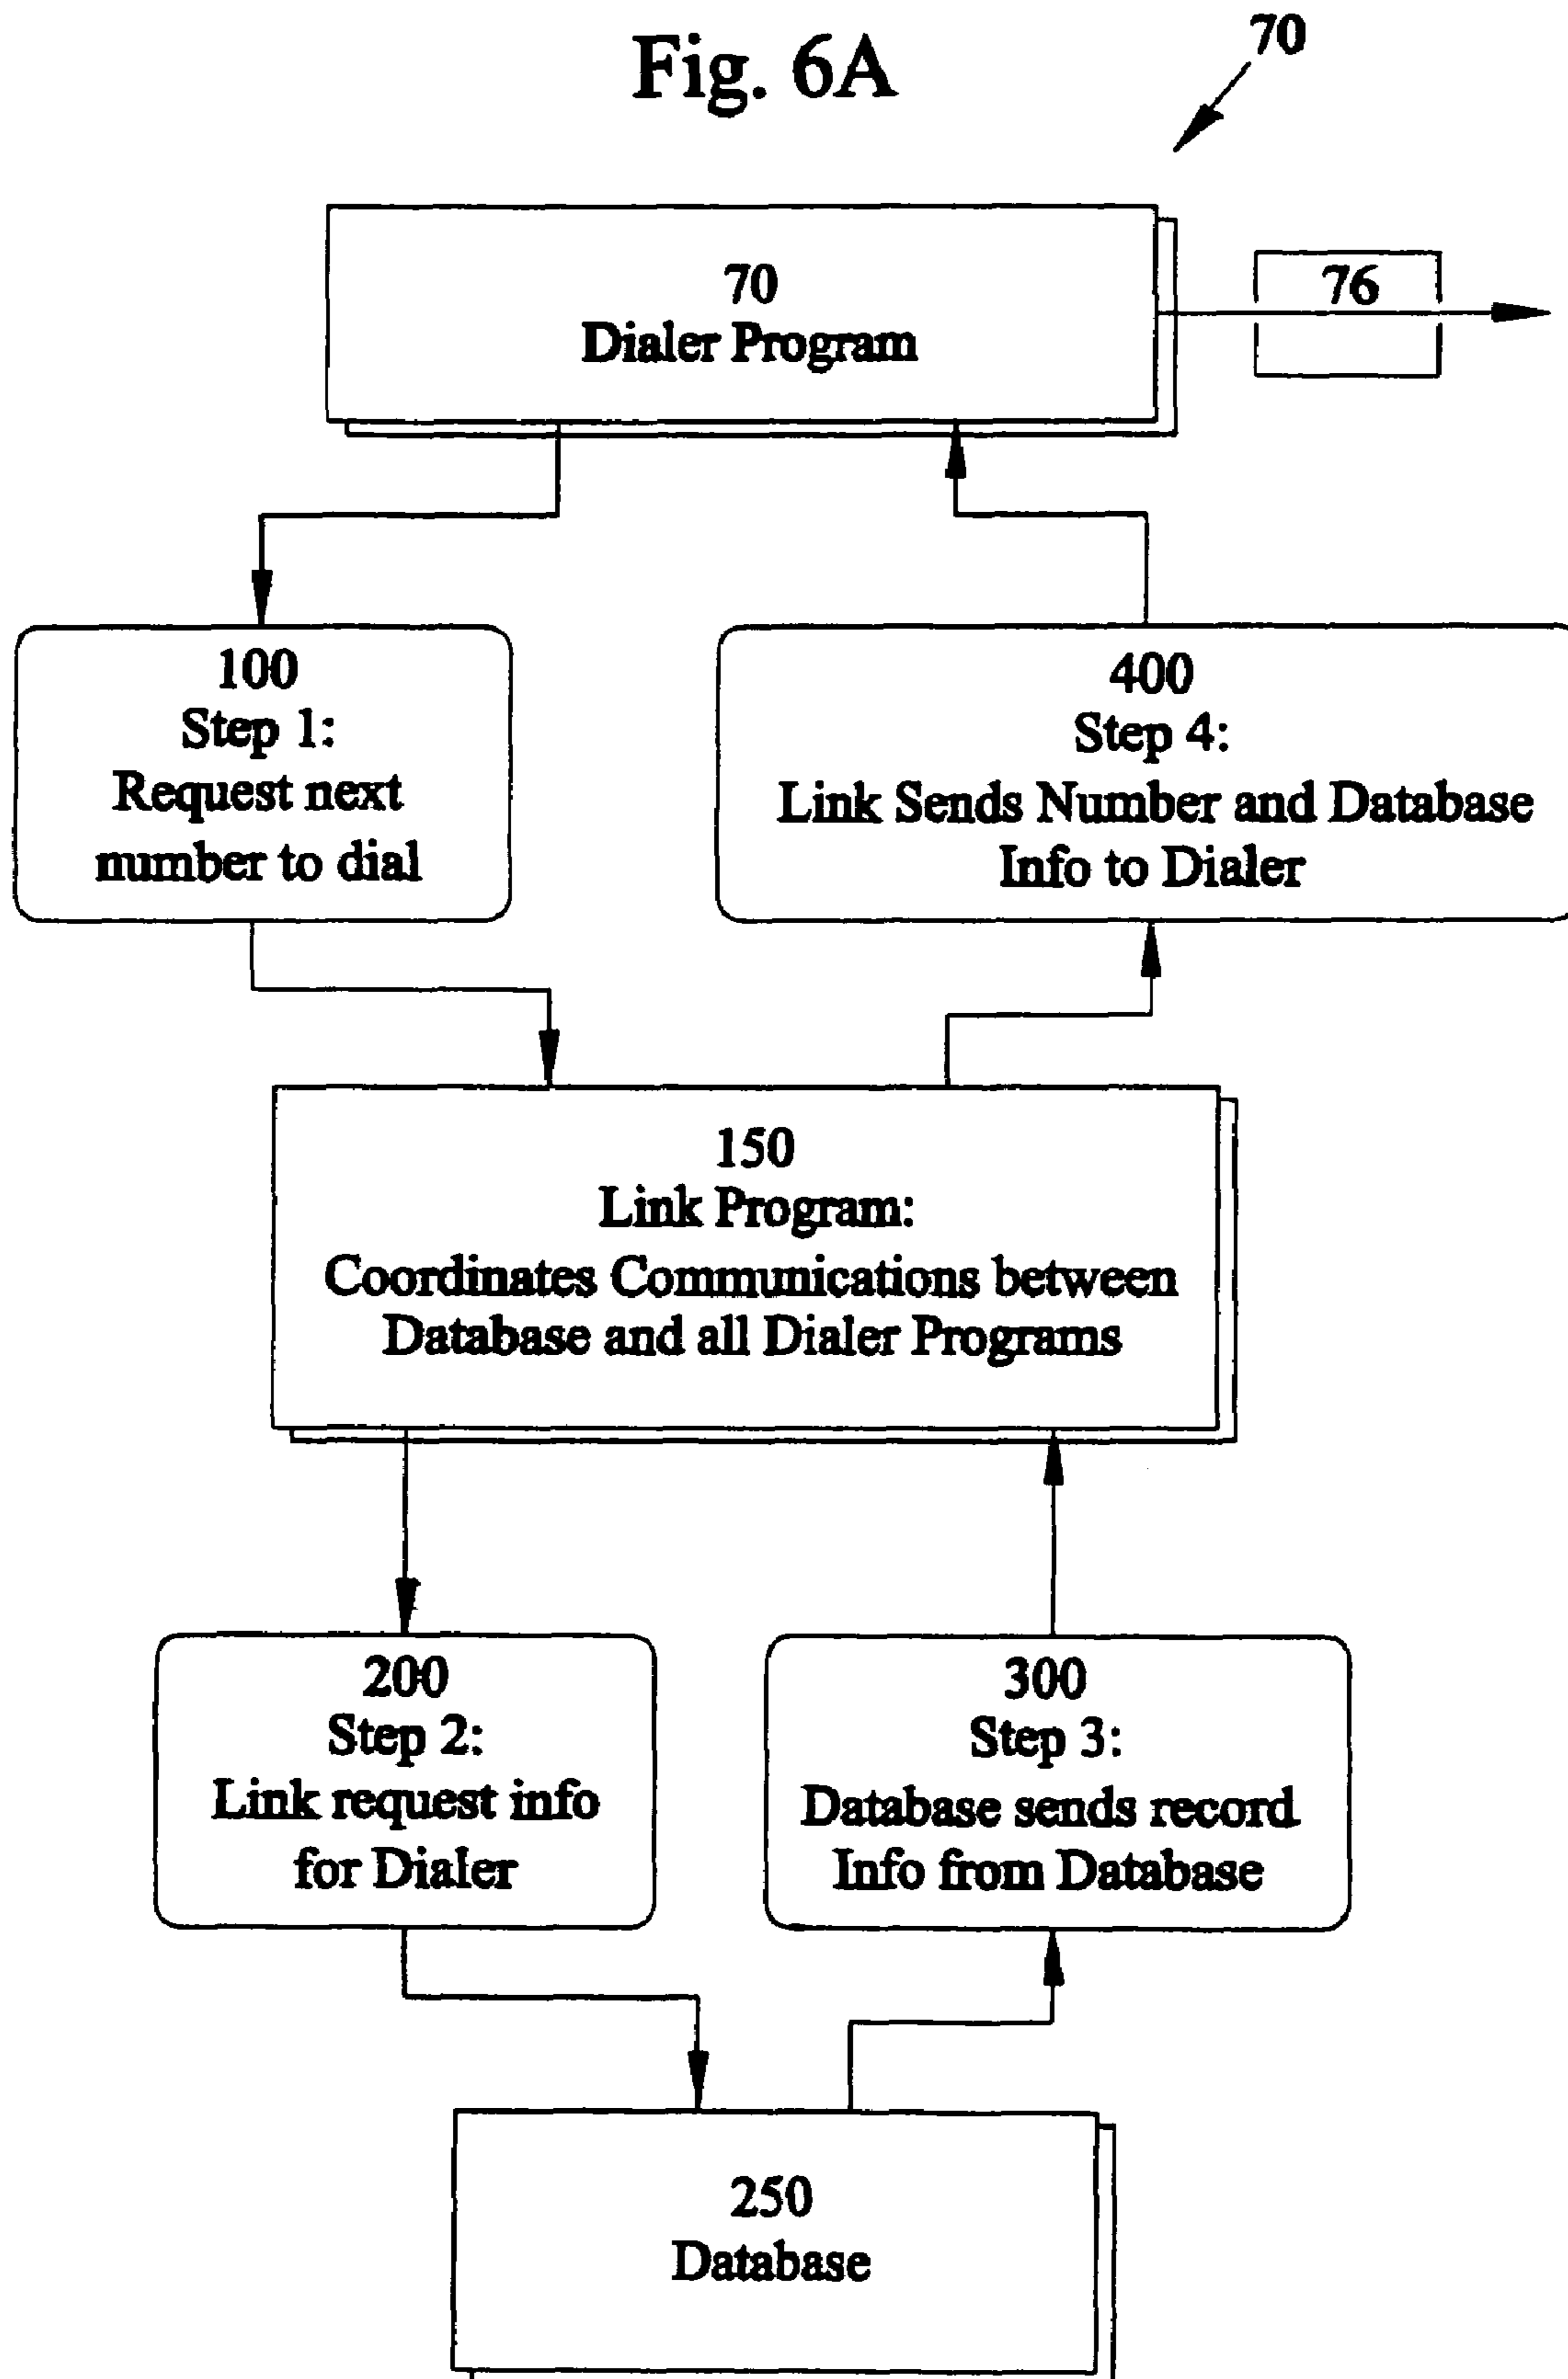 Fig. 6A
70
70
Dialer Program
76
100
Step 1:
Request next
number to dial
400
Step 4:
Link Sends Number and Database
Info to Dialer
150
Link Program:
Coordinates Communications between
Database and all Dialer Programs
200
Step 2:
Link request info
for Dialer
300
Step 3:
Database sends record
Info from Database
250
Database